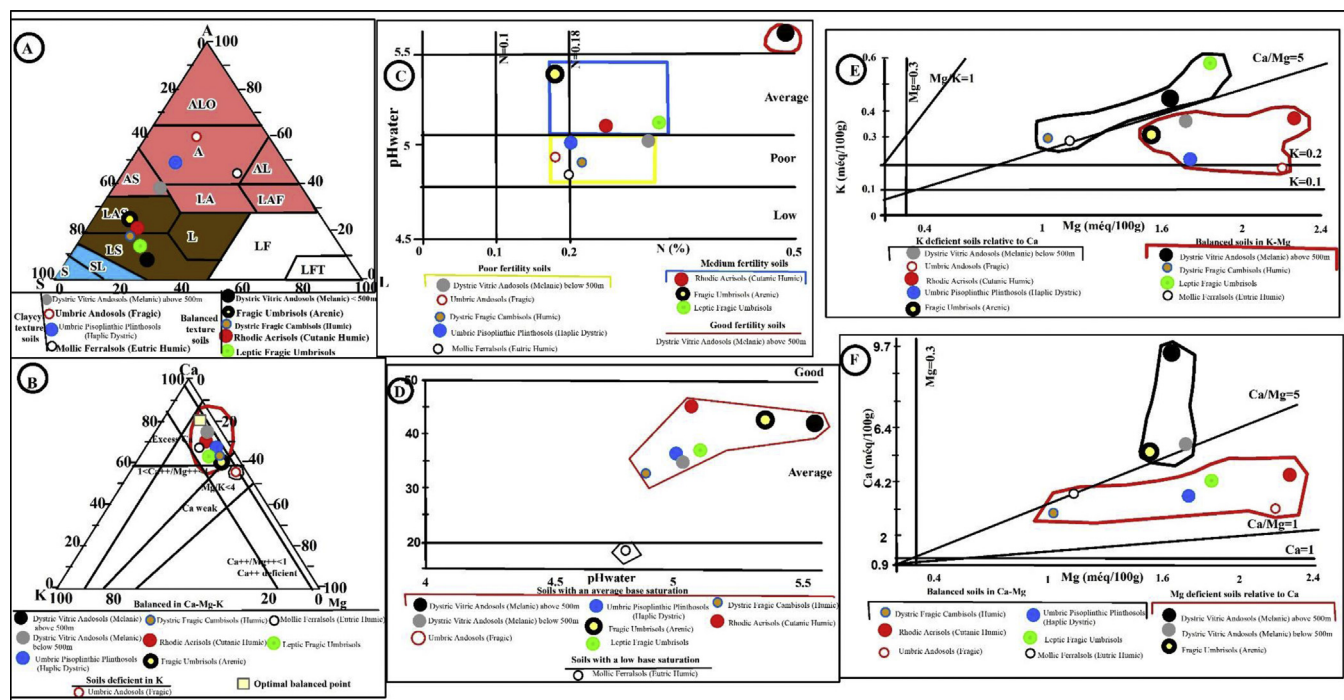 A
A
0 100
20 80
ALO
40 60
A
AL
AS
60 40
LA LAF
LAS
80 20
L
LS LF
SL
S LFT
100 0
S L
Clayey texture soils
Dystric Vitric Andosols (Melanic) above 500m
Umbric Andosols (Fragic)
Umbric Pisoplinthic Plinthosols (Haplic Dystric)
Mollic Ferralsols (Eutric Humic)
Balanced texture soils
Dystric Vitric Andosols (Melanic) < 500m
Fragic Umbrisols (Arenic)
Dystric Fragic Cambisols (Humic)
Rhodic Acrisols (Cutanic Humic)
Leptic Fragic Umbrisols
B
Ca
100 0
80 20
Excess Ca
60 40
Mg/K<4
40 60
Ca weak
20 80
Ca++/Mg++<1
Ca++ deficient
0 100
K 100 20 0 Mg
Balanced in Ca-Mg-K
Dystric Vitric Andosols (Melanic) above 500m
Dystric Vitric Andosols (Melanic) below 500m
Umbric Pisoplinthic Plinthosols (Haplic Dystric)
Dystric Fragic Cambisols (Humic)
Rhodic Acrisols (Cutanic Humic)
Fragic Umbrisols (Arenic)
Mollic Ferralsols (Eutric Humic)
Leptic Fragic Umbrisols
Soils deficient in K
Umbric Andosols (Fragic)
Optimal balanced point
C
N=0.1
N=0.18
5.5
Average
5
Poor
Low
4.5
pHwater
0 0.1 0.2 0.5
N (%)
Poor fertility soils
Dystric Vitric Andosols (Melanic) below 500m
Umbric Andosols (Fragic)
Dystric Fragic Cambisols (Humic)
Umbric Pisoplinthic Plinthosols (Haplic Dystric)
Mollic Ferralsols (Eutric Humic)
Medium fertility soils
Rhodic Acrisols (Cutanic Humic)
Fragic Umbrisols (Arenic)
Leptic Fragic Umbrisols
Good fertility soils
Dystric Vitric Andosols (Melanic) above 500m
D
50
Good
40
Average
30
20
4 5 5.5
pHwater
Soils with an average base saturation
Dystric Vitric Andosols (Melanic) above 500m
Dystric Vitric Andosols (Melanic) below 500m
Umbric Andosols (Fragic)
Umbric Pisoplinthic Plinthosols (Haplic Dystric)
Fragic Umbrisols (Arenic)
Leptic Fragic Umbrisols
Dystric Fragic Cambisols (Humic)
Rhodic Acrisols (Cutanic Humic)
Soils with a low base saturation
Mollic Ferralsols (Eutric Humic)
E
0.6
Mg=0.3
Mg/K=1
Ca/Mg=5
0.4
0.3
K=0.2
0.1
K=0.1
0
K (méq/100g)
0.4 1 1.6 2 2.4
Mg (méq/100g)
K deficient soils relative to Ca
Dystric Vitric Andosols (Melanic) below 500m
Umbric Andosols (Fragic)
Rhodic Acrisols (Cutanic Humic)
Umbric Pisoplinthic Plinthosols (Haplic Dystric)
Fragic Umbrisols (Arenic)
Balanced soils in K-Mg
Dystric Vitric Andosols (Melanic) above 500m
Dystric Fragic Cambisols (Humic)
Leptic Fragic Umbrisols
Mollic Ferralsols (Eutric Humic)
F
9.7
Mg=0.3
8.6
Ca/Mg=5
6.4
4.2
Ca/Mg=1
2
Ca=1
0.9
Ca (méq/100g)
0.4 1 1.6 2 2.4
Mg (méq/100g)
Balanced soils in Ca-Mg
Dystric Fragic Cambisols (Humic)
Rhodic Acrisols (Cutanic Humic)
Umbric Andosols (Fragic)
Umbric Pisoplinthic Plinthosols (Haplic Dystric)
Leptic Fragic Umbrisols
Mollic Ferralsols (Eutric Humic)
Mg deficient soils relative to Ca
Dystric Vitric Andosols (Melanic) above 500m
Dystric Vitric Andosols (Melanic) below 500m
Fragic Umbrisols (Arenic)